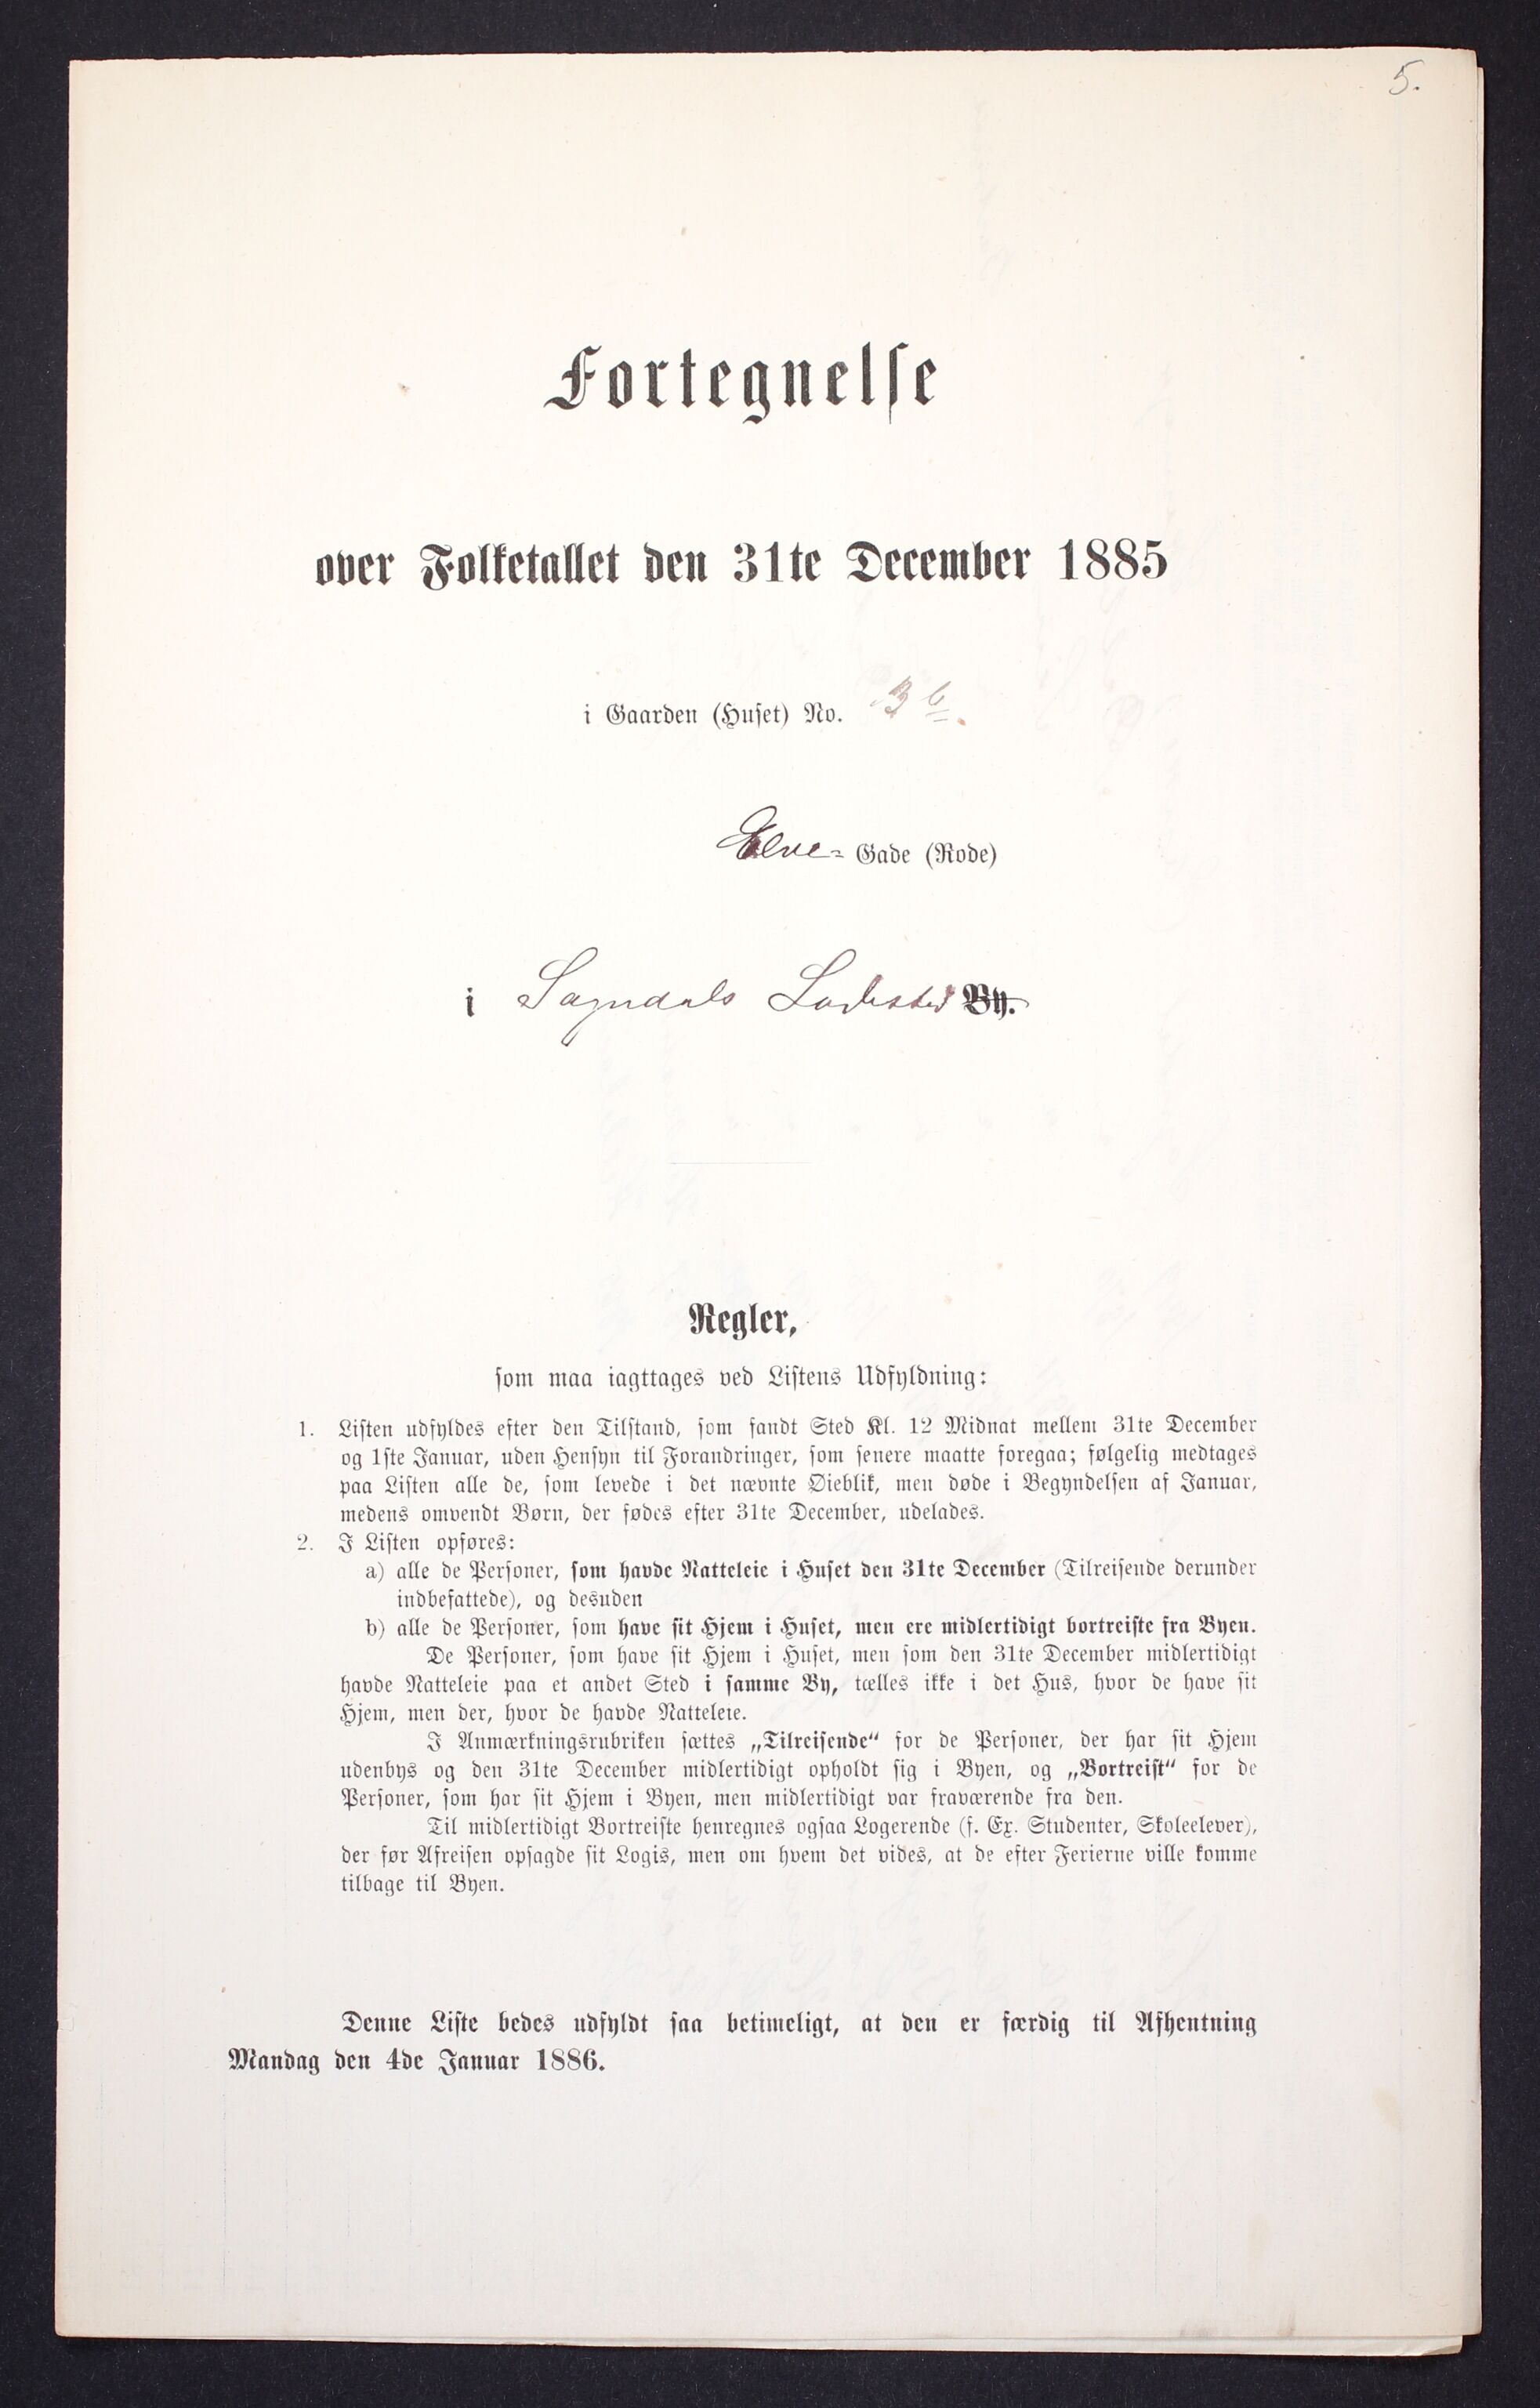 5.
Fortegnelse
over Folketallet den 31te December 1885
i Gaarden (Huset) No. 3 b.
Elve- Gade (Rode)
i Sogndals Ladested By.
Regler,
som maa iagttages ved Listens Udfyldning:
1. Listen udfyldes efter den Tilstand, som fandt Sted Kl. 12 Midnat mellem 31te December
og 1ste Januar, uden Hensyn til Forandringer, som senere maatte foregaa; følgelig medtages
paa Listen alle de, som levede i det nævnte Øieblik, men døde i Begyndelsen af Januar,
medens omvendt Børn, der fødes efter 31te December, udelades.
2. I Listen opføres:
a) alle de Personer, som havde Natteleie i Huset den 31te December (Tilreisende derunder
indbefattede), og desuden
b) alle de Personer, som have sit Hjem i Huset, men ere midlertidigt bortreiste fra Byen.
De Personer, som have sit Hjem i Huset, men som den 31te December midlertidigt
havde Natteleie paa et andet Sted i samme By, tælles ikke i det Hus, hvor de have sit
Hjem, men der, hvor de havde Natteleie.
I Anmærkningsrubriken sættes „Tilreisende“ for de Personer, der har sit Hjem
udenbys og den 31te December midlertidigt opholdt sig i Byen, og „Bortreist“ for de
Personer, som har sit Hjem i Byen, men midlertidigt var fraværende fra den.
Til midlertidigt Bortreiste henregnes ogsaa Logerende (f. Ex. Studenter, Skoleelever),
der før Afreisen opsagde sit Logis, men om hvem det vides, at de efter Ferierne ville komme
tilbage til Byen.
Denne Liste bedes udfyldt saa betimeligt, at den er færdig til Afhentning
Mandag den 4de Januar 1886.